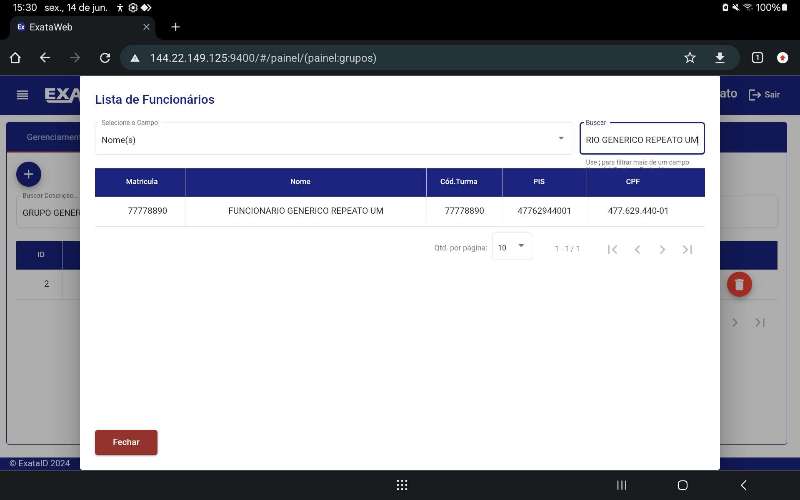 15:30 sex., 14 de jun.
100%
ExataWeb
144.22.149.125:9400/#/painel/(painel:grupos)
1
EXA
ato
Sair
Gerenciament
Lista de Funcionários
Selecione o Campo
Nome(s)
Buscar
RIO GENERICO REPEATO UM
Use ; para filtrar mais de um campo
Buscar Descrição...
GRUPO GENER
Matricula Nome Cód.Turma PIS CPF
77778890 FUNCIONARIO GENERICO REPEATO UM 77778890 47762944001 477.629.440-01
Qtd. por página: 10 1 - 1 / 1
ID
2
Fechar
© ExataID 2024